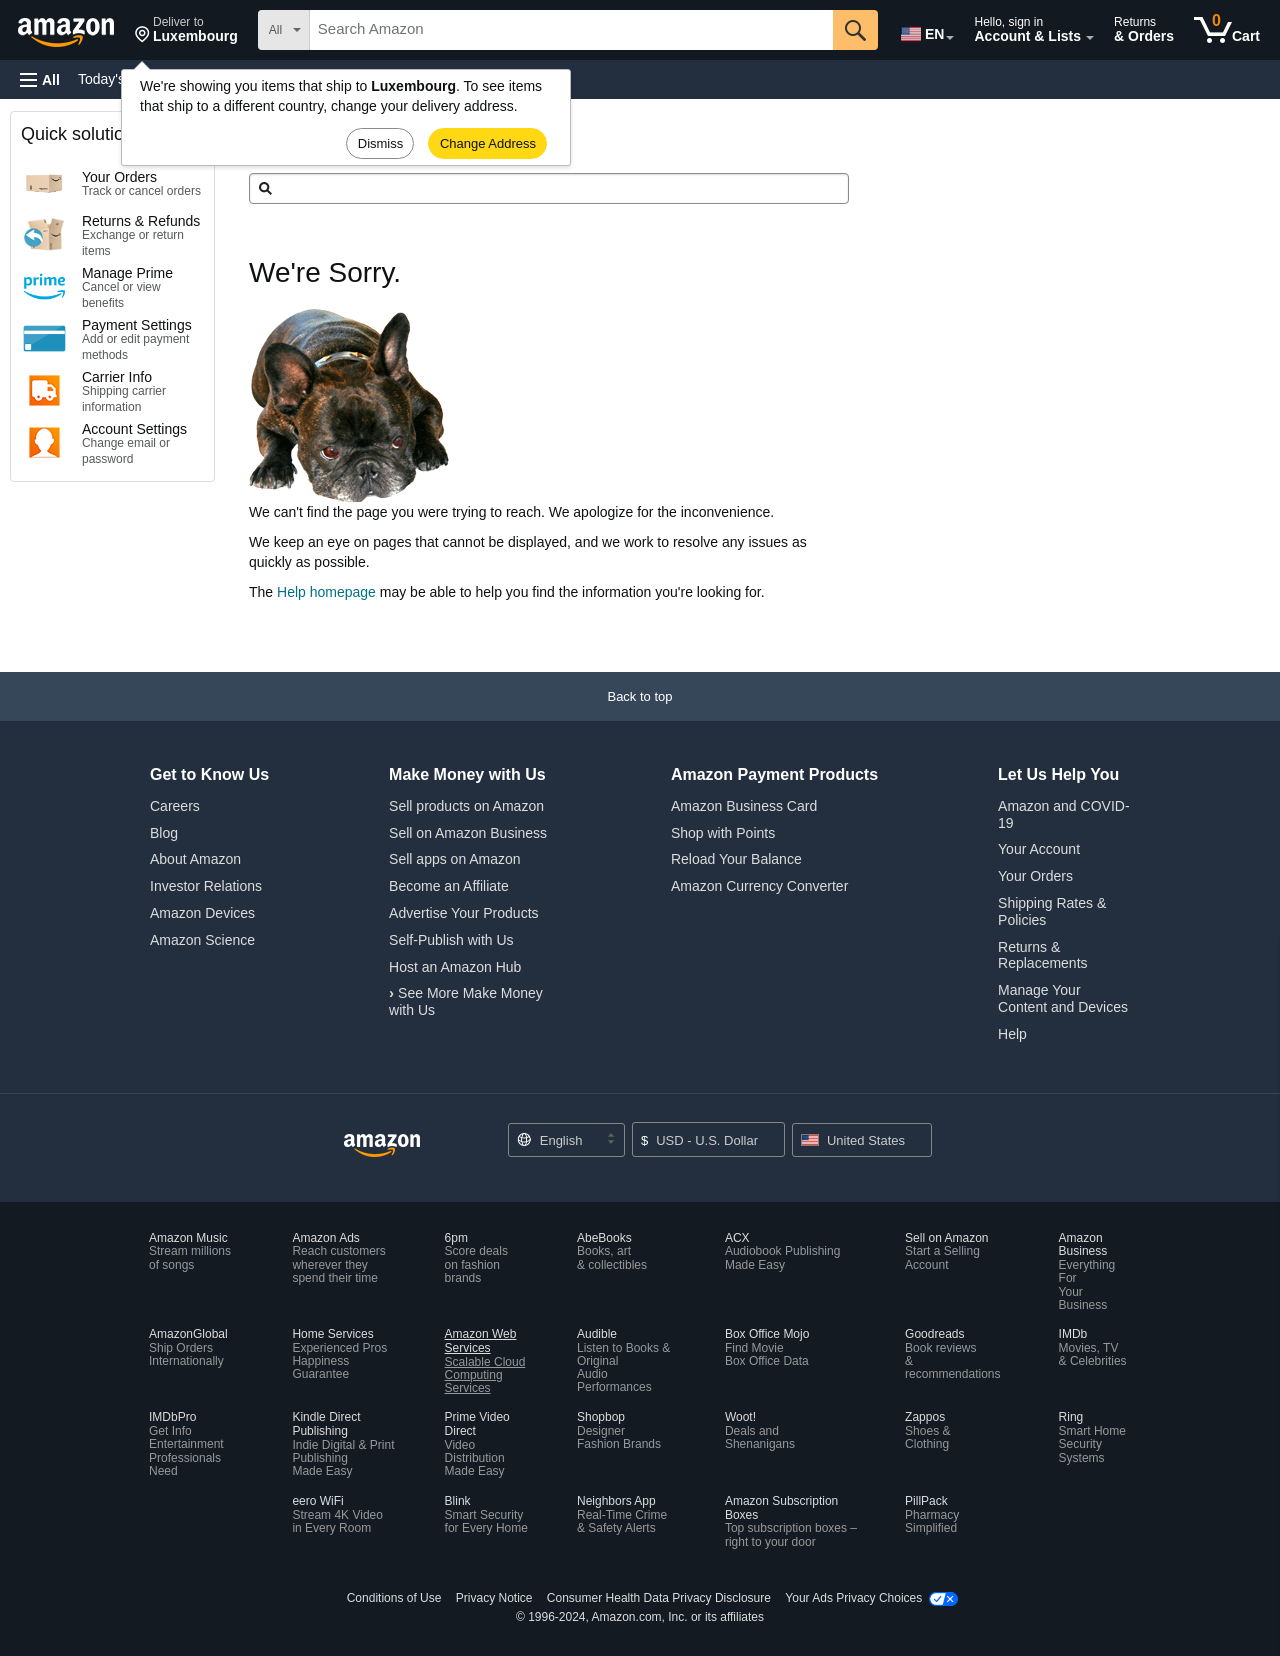 amazon
Deliver to
Luxembourg
All
Search Amazon
EN
Hello, sign in
Account & Lists
Returns
& Orders
0
Cart
All
Today's
We're showing you items that ship to Luxembourg. To see items
that ship to a different country, change your delivery address.
Dismiss
Change Address
Quick solutio
Your Orders
Track or cancel orders
Returns & Refunds
Exchange or return
items
prime
Manage Prime
Cancel or view
benefits
Payment Settings
Add or edit payment
methods
Carrier Info
Shipping carrier
information
Account Settings
Change email or
password
We're Sorry.
We can't find the page you were trying to reach. We apologize for the inconvenience.
We keep an eye on pages that cannot be displayed, and we work to resolve any issues as
quickly as possible.
The Help homepage may be able to help you find the information you're looking for.
Back to top
Get to Know Us
Careers
Blog
About Amazon
Investor Relations
Amazon Devices
Amazon Science
Make Money with Us
Sell products on Amazon
Sell on Amazon Business
Sell apps on Amazon
Become an Affiliate
Advertise Your Products
Self-Publish with Us
Host an Amazon Hub
› See More Make Money
with Us
Amazon Payment Products
Amazon Business Card
Shop with Points
Reload Your Balance
Amazon Currency Converter
Let Us Help You
Amazon and COVID-
19
Your Account
Your Orders
Shipping Rates &
Policies
Returns &
Replacements
Manage Your
Content and Devices
Help
amazon
English
$ USD - U.S. Dollar
United States
Amazon Music
Stream millions
of songs
Amazon Ads
Reach customers
wherever they
spend their time
6pm
Score deals
on fashion
brands
AbeBooks
Books, art
& collectibles
ACX
Audiobook Publishing
Made Easy
Sell on Amazon
Start a Selling
Account
Amazon
Business
Everything
For
Your
Business
AmazonGlobal
Ship Orders
Internationally
Home Services
Experienced Pros
Happiness
Guarantee
Amazon Web
Services
Scalable Cloud
Computing
Services
Audible
Listen to Books &
Original
Audio
Performances
Box Office Mojo
Find Movie
Box Office Data
Goodreads
Book reviews
&
recommendations
IMDb
Movies, TV
& Celebrities
IMDbPro
Get Info
Entertainment
Professionals
Need
Kindle Direct
Publishing
Indie Digital & Print
Publishing
Made Easy
Prime Video
Direct
Video
Distribution
Made Easy
Shopbop
Designer
Fashion Brands
Woot!
Deals and
Shenanigans
Zappos
Shoes &
Clothing
Ring
Smart Home
Security
Systems
eero WiFi
Stream 4K Video
in Every Room
Blink
Smart Security
for Every Home
Neighbors App
Real-Time Crime
& Safety Alerts
Amazon Subscription
Boxes
Top subscription boxes –
right to your door
PillPack
Pharmacy
Simplified
Conditions of Use
Privacy Notice
Consumer Health Data Privacy Disclosure
Your Ads Privacy Choices
© 1996-2024, Amazon.com, Inc. or its affiliates